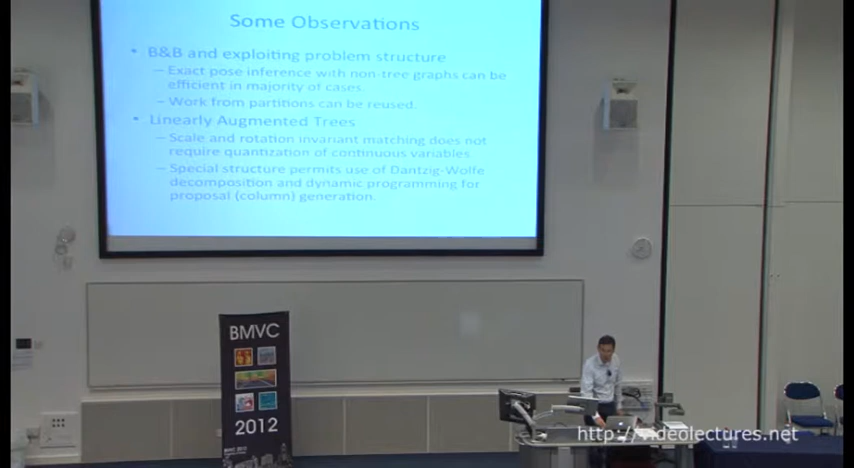 Some Observations
• B&B and exploiting problem structure
– Exact pose inference with non-tree graphs can be
efficient in majority of cases.
– Work from partitions can be reused.
• Linearly Augmented Trees
– Scale and rotation invariant matching does not
require quantization of continuous variables.
– Special structure permits use of Dantzig-Wolfe
decomposition and dynamic programming for
proposal (column) generation.
BMVC
2012
http://videolectures.net